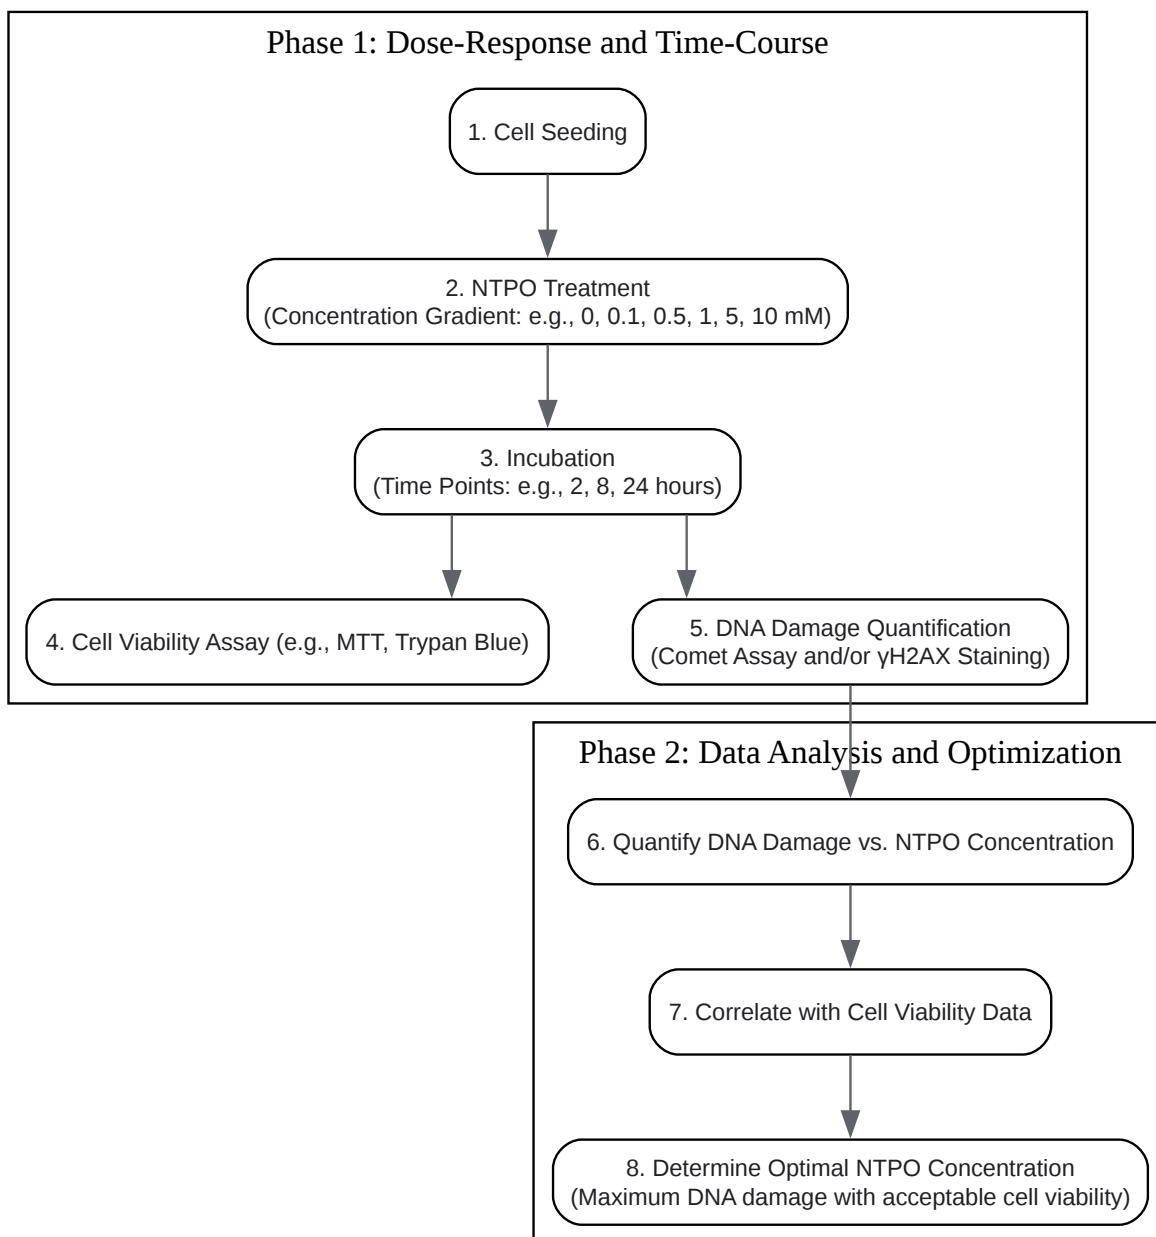 Phase 1: Dose-Response and Time-Course
1. Cell Seeding
2. NTPO Treatment
(Concentration Gradient: e.g., 0, 0.1, 0.5, 1, 5, 10 mM)
3. Incubation
(Time Points: e.g., 2, 8, 24 hours)
4. Cell Viability Assay (e.g., MTT, Trypan Blue)
5. DNA Damage Quantification
(Comet Assay and/or γH2AX Staining)
Phase 2: Data Analysis and Optimization
6. Quantify DNA Damage vs. NTPO Concentration
7. Correlate with Cell Viability Data
8. Determine Optimal NTPO Concentration
(Maximum DNA damage with acceptable cell viability)